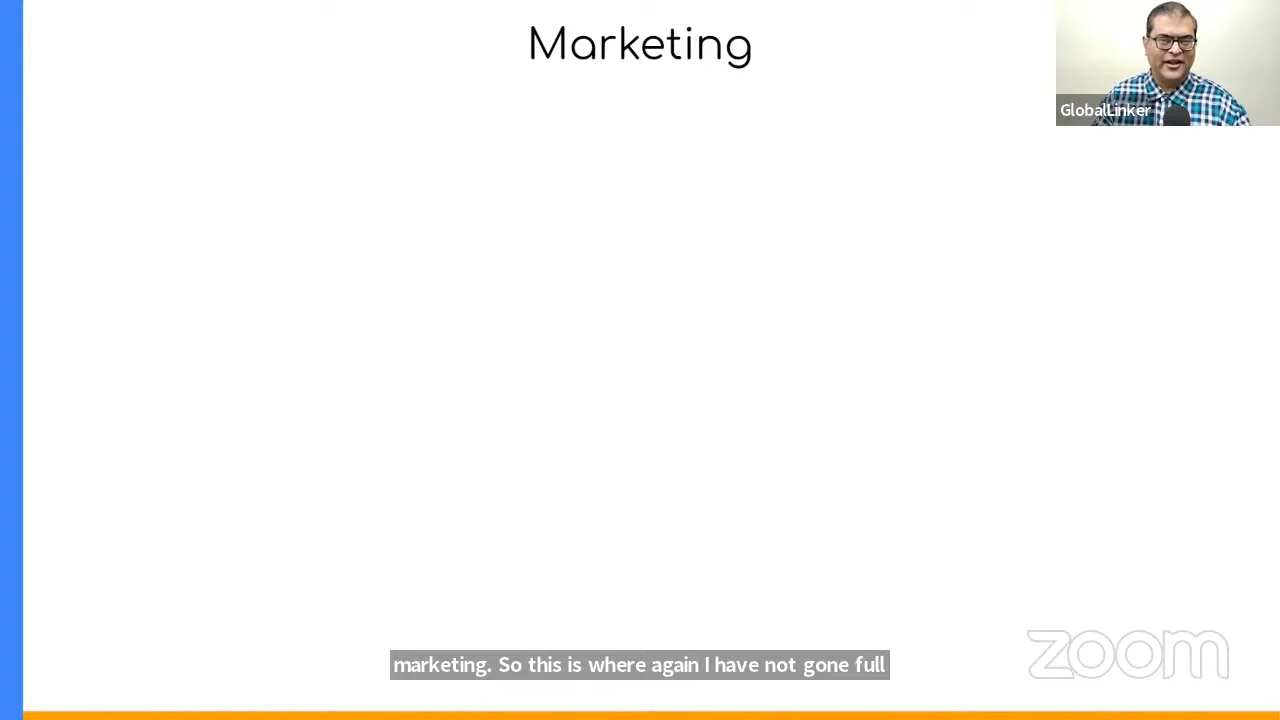 Marketing
GlobalLinker
marketing. So this is where again I have not gone full
zoom